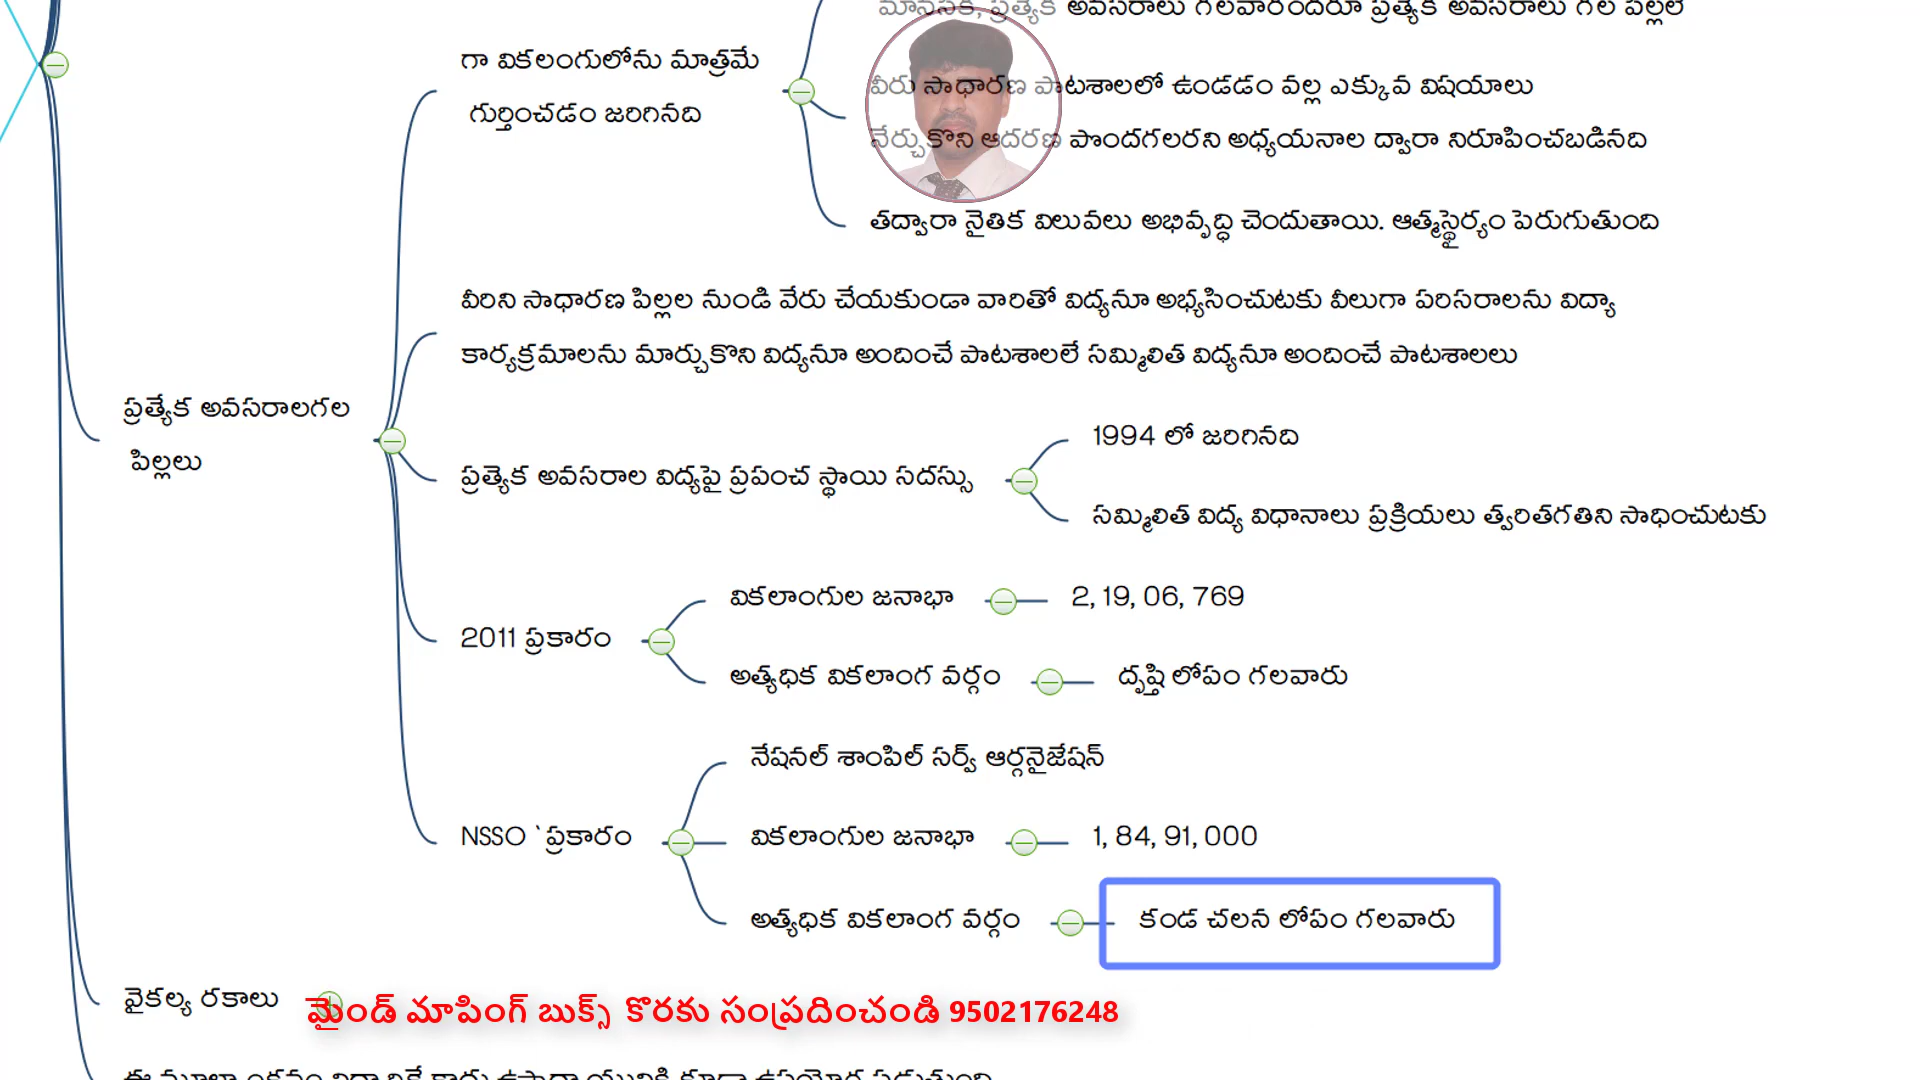 మానసిక, ప్రత్యేక అవసరాలు గలవారందరూ ప్రత్యేక అవసరాలు గల పిల్లలే
గా వికలంగులోను మాత్రమే
గుర్తించడం జరిగినది
వీరు సాధారణ పాటశాలలో ఉండడం వల్ల ఎక్కువ విషయాలు
నేర్చుకొని ఆదరణ పొందగలరని అధ్యయనాల ద్వారా నిరూపించబడినది
తద్వారా నైతిక విలువలు అభివృద్ధి చెందుతాయి. ఆత్మస్థైర్యం పెరుగుతుంది
వీరిని సాధారణ పిల్లల నుండి వేరు చేయకుండా వారితో విద్యనూ అభ్యసించుటకు వీలుగా పరిసరాలను విద్యా
కార్యక్రమాలను మార్చుకొని విద్యనూ అందించే పాటశాలలే సమ్మిలిత విద్యనూ అందించే పాటశాలలు
ప్రత్యేక అవసరాలగల
పిల్లలు
ప్రత్యెక అవసరాల విద్యపై ప్రపంచ స్థాయి సదస్సు
1994 లో జరిగినది
సమ్మిలిత విద్య విధానాలు ప్రక్రియలు త్వరితగతిని సాధించుటకు
2011 ప్రకారం
వికలాంగుల జనాభా
2, 19, 06, 769
అత్యధిక వికలాంగ వర్గం
దృష్తి లోపం గలవారు
NSSO `ప్రకారం
నేషనల్ శాంపిల్ సర్వ్ ఆర్గనైజేషన్
వికలాంగుల జనాభా
1, 84, 91, 000
అత్యధిక వికలాంగ వర్గం
కండ చలన లోపం గలవారు
వైకల్య రకాలు
మైండ్ మాపింగ్ బుక్స్ కొరకు సంప్రదించండి 9502176248